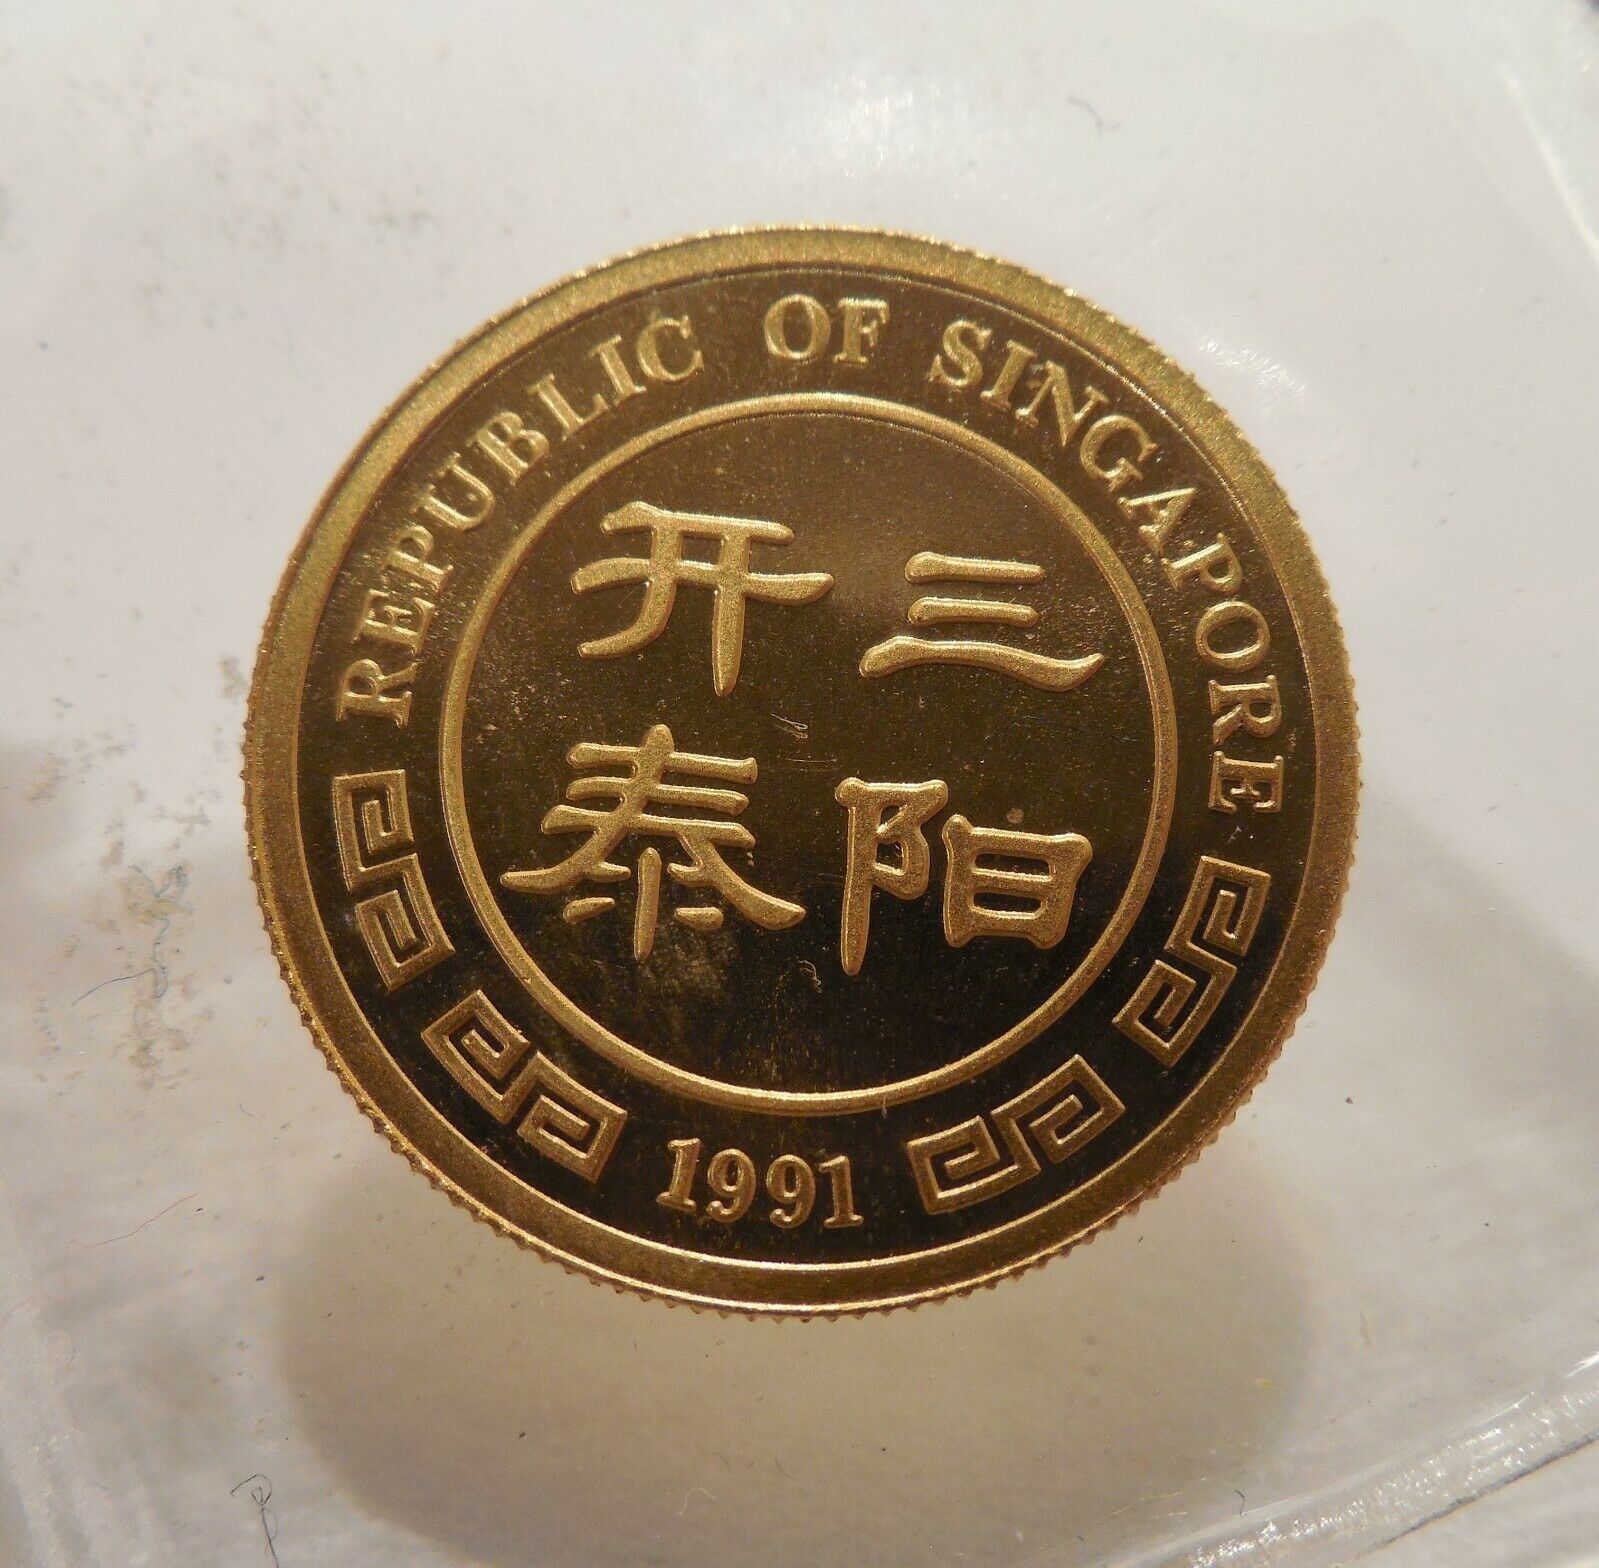 REPUBLIC OF SINGAPORE
三阳
开泰
1991